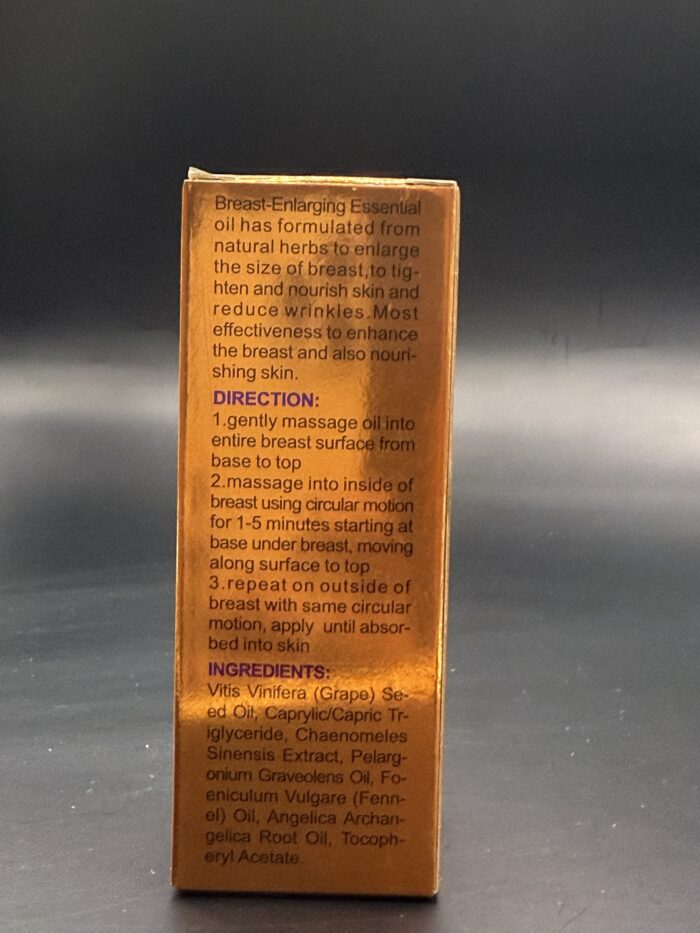 Breast-Enlarging Essential
oil has formulated from
natural herbs to enlarge
the size of breast,to tig-
hten and nourish skin and
reduce wrinkles.Most
effectiveness to enhance
the breast and also nouri-
shing skin.
DIRECTION:
1.gently massage oil into
entire breast surface from
base to top
2.massage into inside of
breast using circular motion
for 1-5 minutes starting at
base under breast, moving
along surface to top
3.repeat on outside of
breast with same circular
motion, apply until absor-
bed into skin
INGREDIENTS:
Vitis Vinifera (Grape) Se-
ed Oil, Caprylic/Capric Tr-
iglyceride, Chaenomeles
Sinensis Extract, Pelarg-
onium Graveolens Oil, Fo-
eniculum Vulgare (Fenn-
el) Oil, Angelica Archan-
gelica Root Oil, Tocoph-
eryl Acetate.